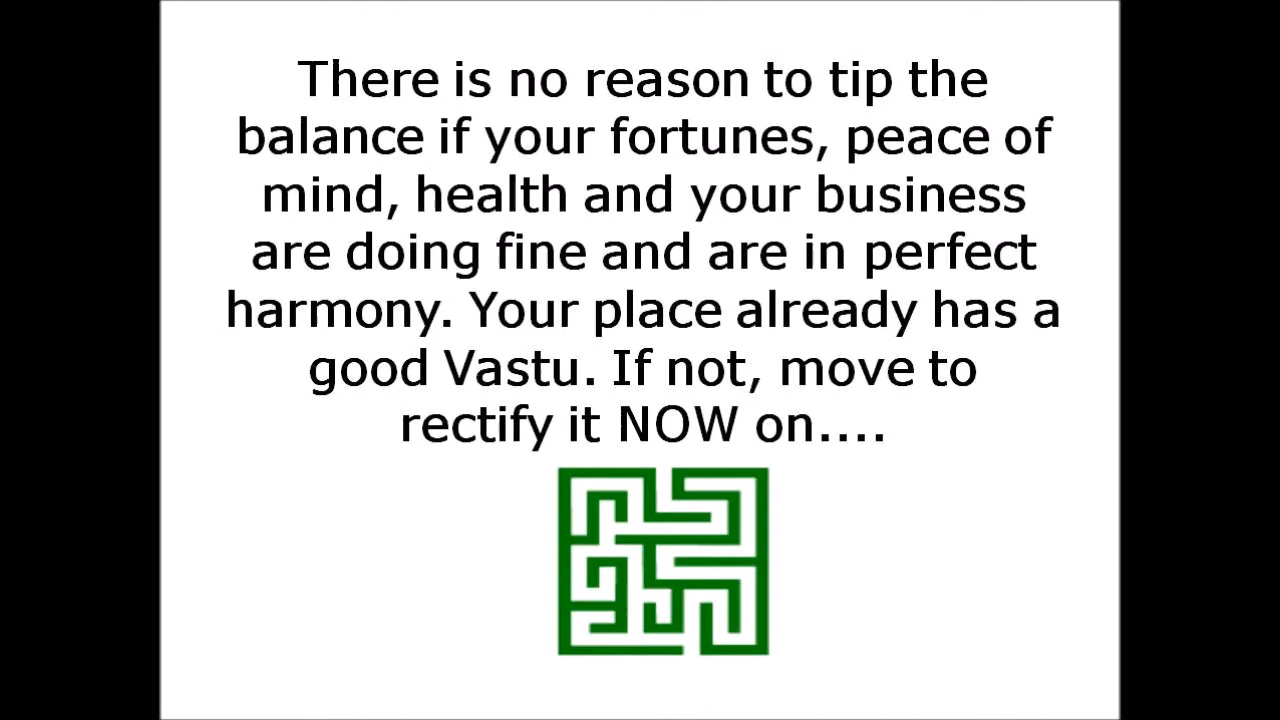 There is no reason to tip the
balance if your fortunes, peace of
mind, health and your business
are doing fine and are in perfect
harmony. Your place already has a
good Vastu. If not, move to
rectify it NOW on....